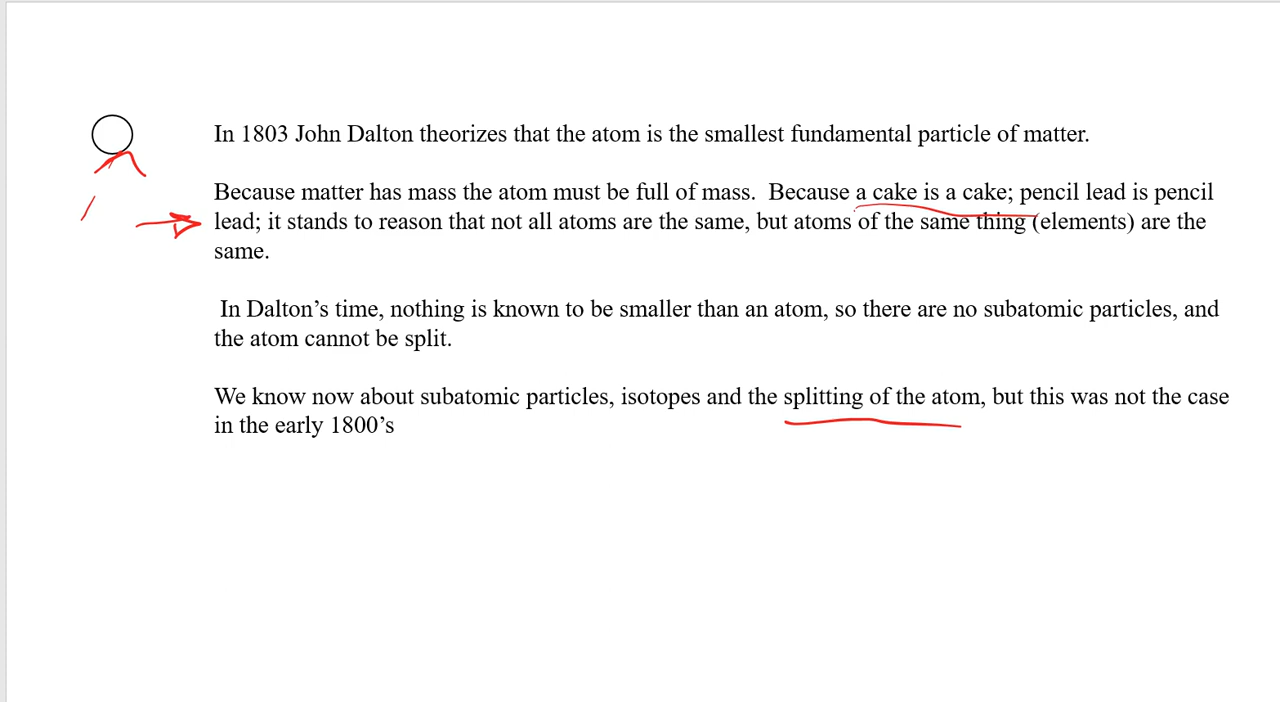 In 1803 John Dalton theorizes that the atom is the smallest fundamental particle of matter.
Because matter has mass the atom must be full of mass.  Because a cake is a cake; pencil lead is pencil
lead; it stands to reason that not all atoms are the same, but atoms of the same thing (elements) are the
same.
In Dalton’s time, nothing is known to be smaller than an atom, so there are no subatomic particles, and
the atom cannot be split.
We know now about subatomic particles, isotopes and the splitting of the atom, but this was not the case
in the early 1800’s